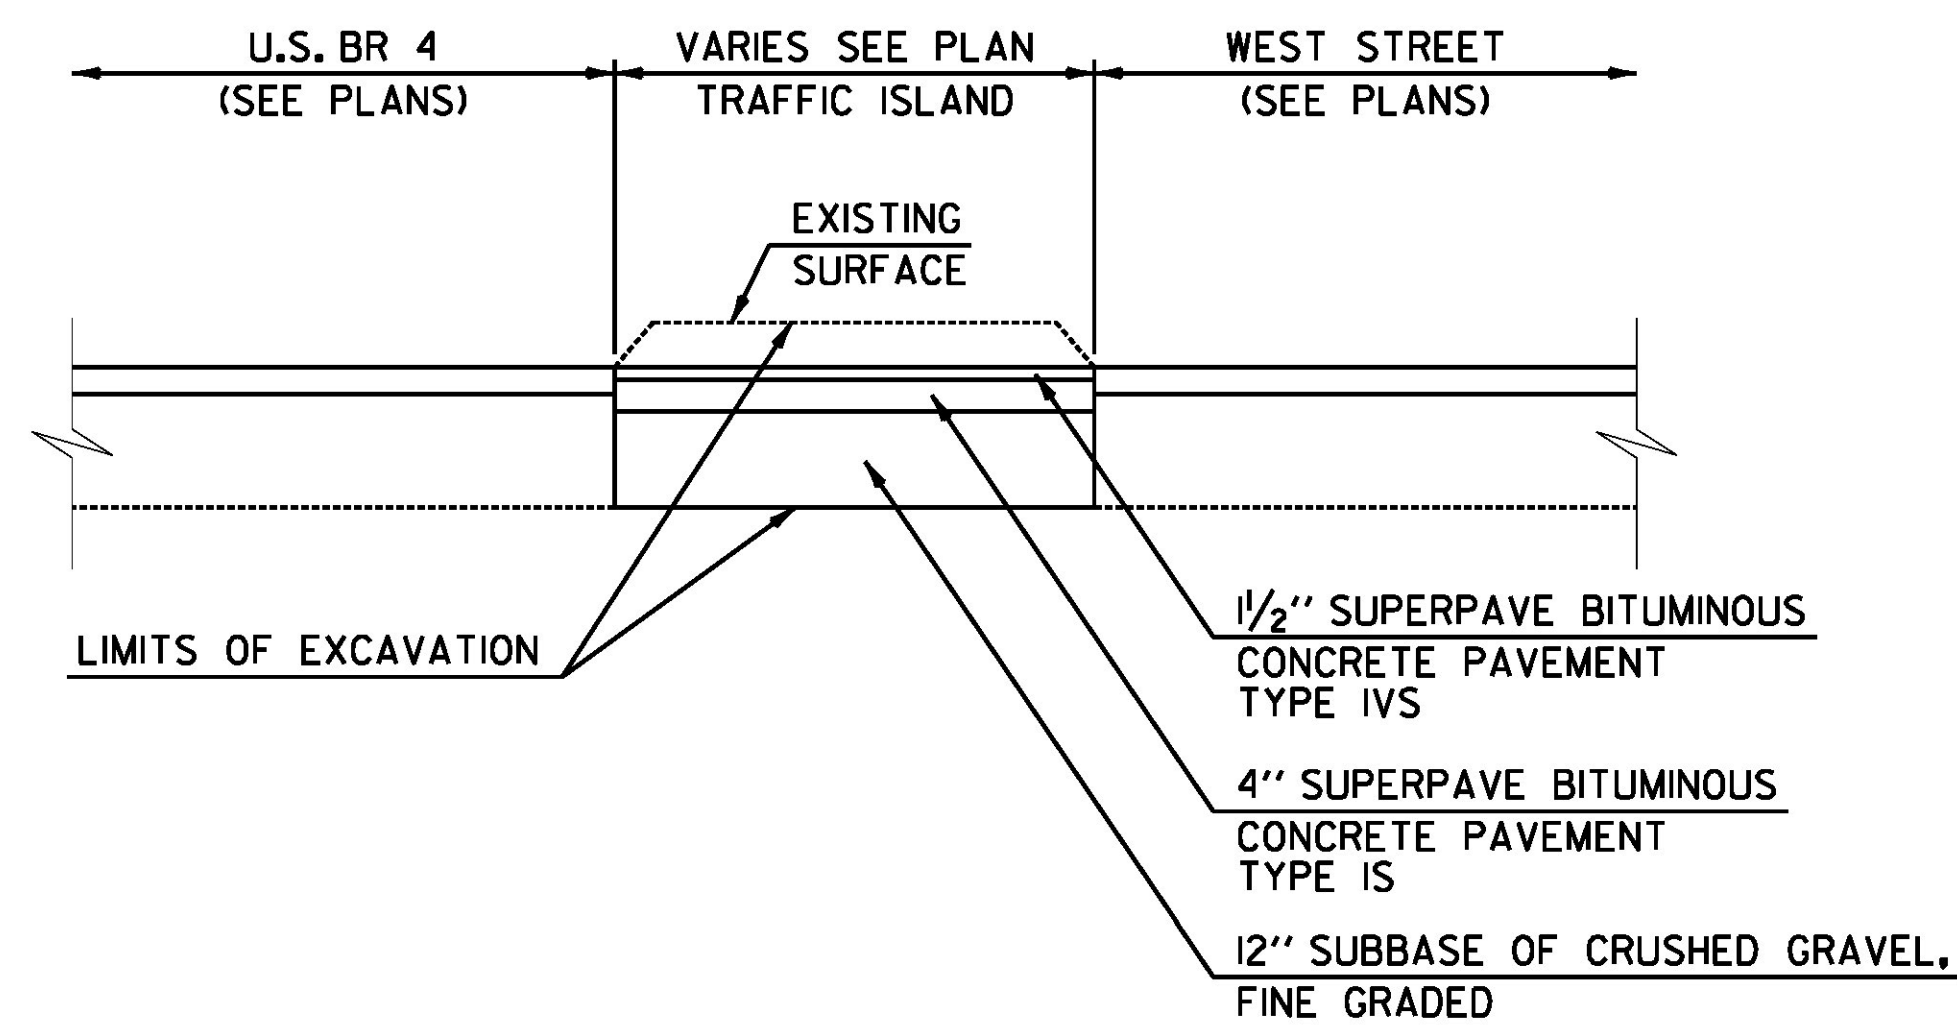 U.S. BR 4
(SEE PLANS)
VARIES SEE PLAN
TRAFFIC ISLAND
WEST STREET
(SEE PLANS)
EXISTING
SURFACE
LIMITS OF EXCAVATION
1 1/2" SUPERPAVE BITUMINOUS
CONCRETE PAVEMENT
TYPE IVS
4" SUPERPAVE BITUMINOUS
CONCRETE PAVEMENT
TYPE IS
12" SUBBASE OF CRUSHED GRAVEL,
FINE GRADED